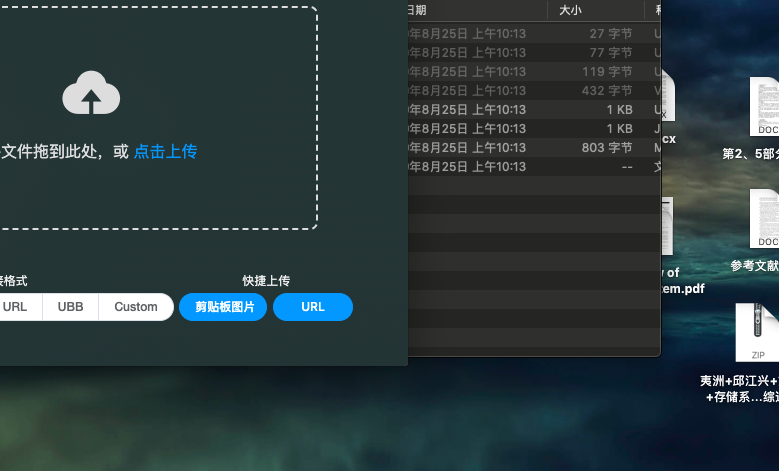 文件拖到此处，或 点击上传
接格式
快捷上传
URL
UBB
Custom
剪贴板图片
URL
日期
大小
年8月25日 上午10:13
27 字节
年8月25日 上午10:13
77 字节
年8月25日 上午10:13
119 字节
年8月25日 上午10:13
432 字节
年8月25日 上午10:13
1 KB
年8月25日 上午10:13
1 KB
年8月25日 上午10:13
803 字节
年8月25日 上午10:13
--
cx
of
tem.pdf
DOC
第2、5部分
DOC
参考文献
ZIP
夷洲+邱江兴+
+存储系...综述